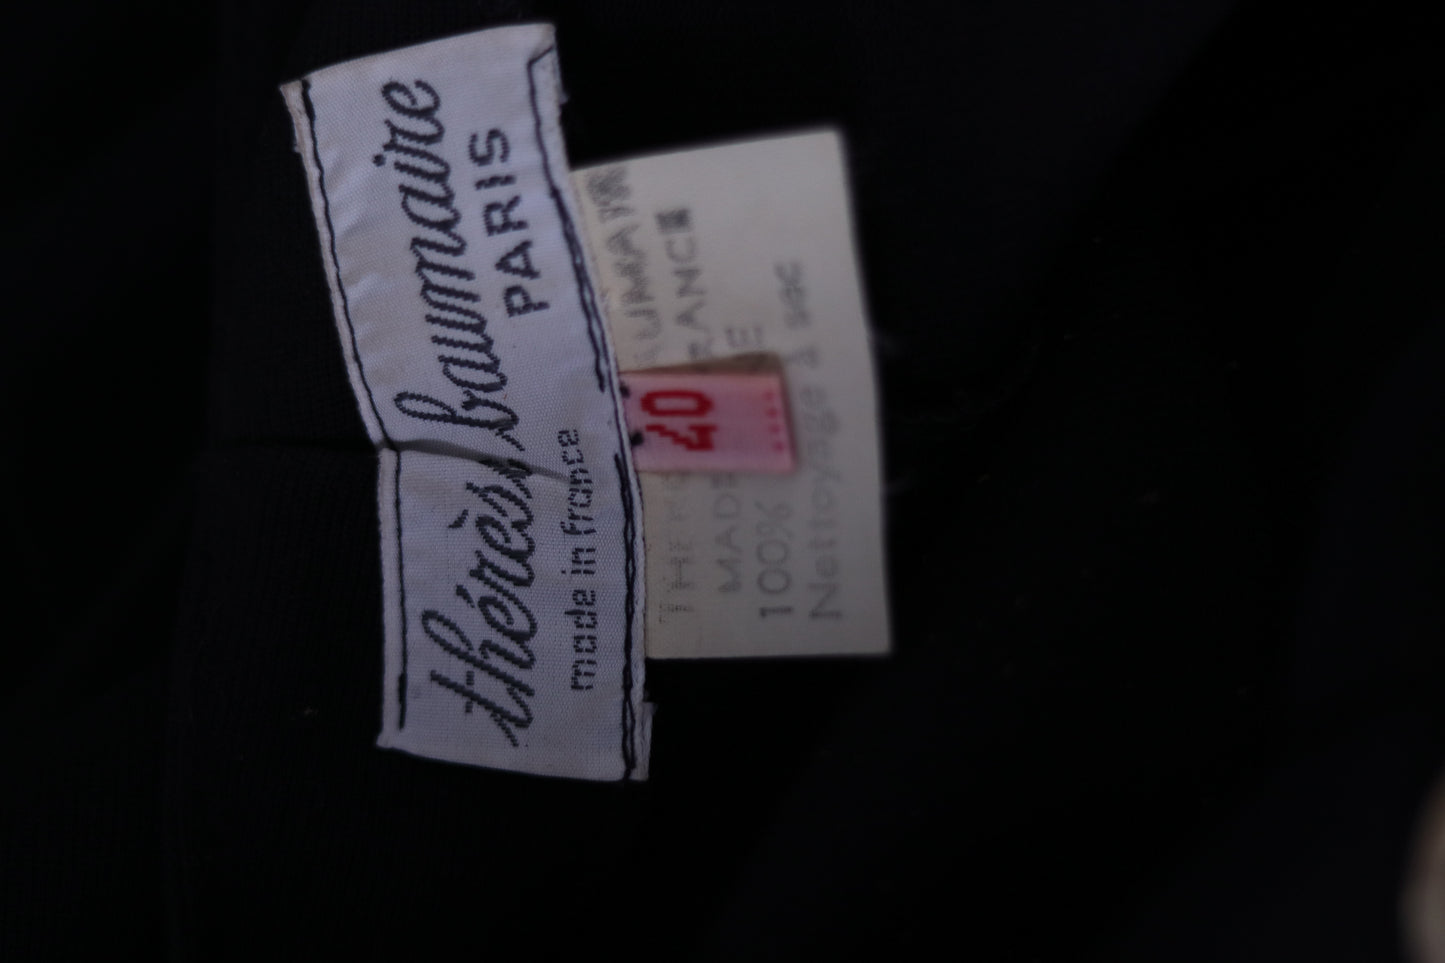 thérèse baumaire
PARIS
made in france
40
MADE FRANCE
100%
Nettoyage à sec